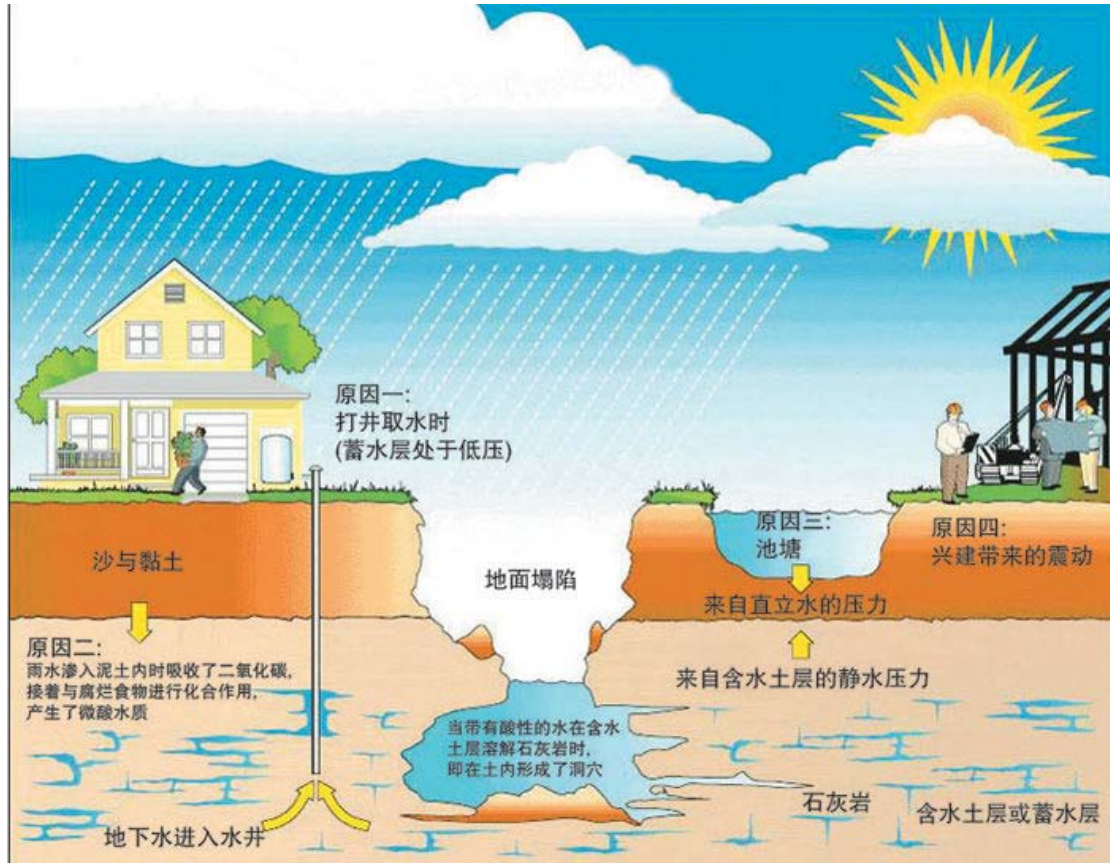 原因一:
打井取水时
(蓄水层处于低压)
原因三:
池塘
原因四:
兴建带来的震动
沙与黏土
地面塌陷
来自直立水的压力
原因二:
雨水渗入泥土内时吸收了二氧化碳,
接着与腐烂食物进行化合作用,
产生了微酸水质
来自含水土层的静水压力
当带有酸性的水在含水
土层溶解石灰岩时,
即在土内形成了洞穴
石灰岩
含水土层或蓄水层
地下水进入水井